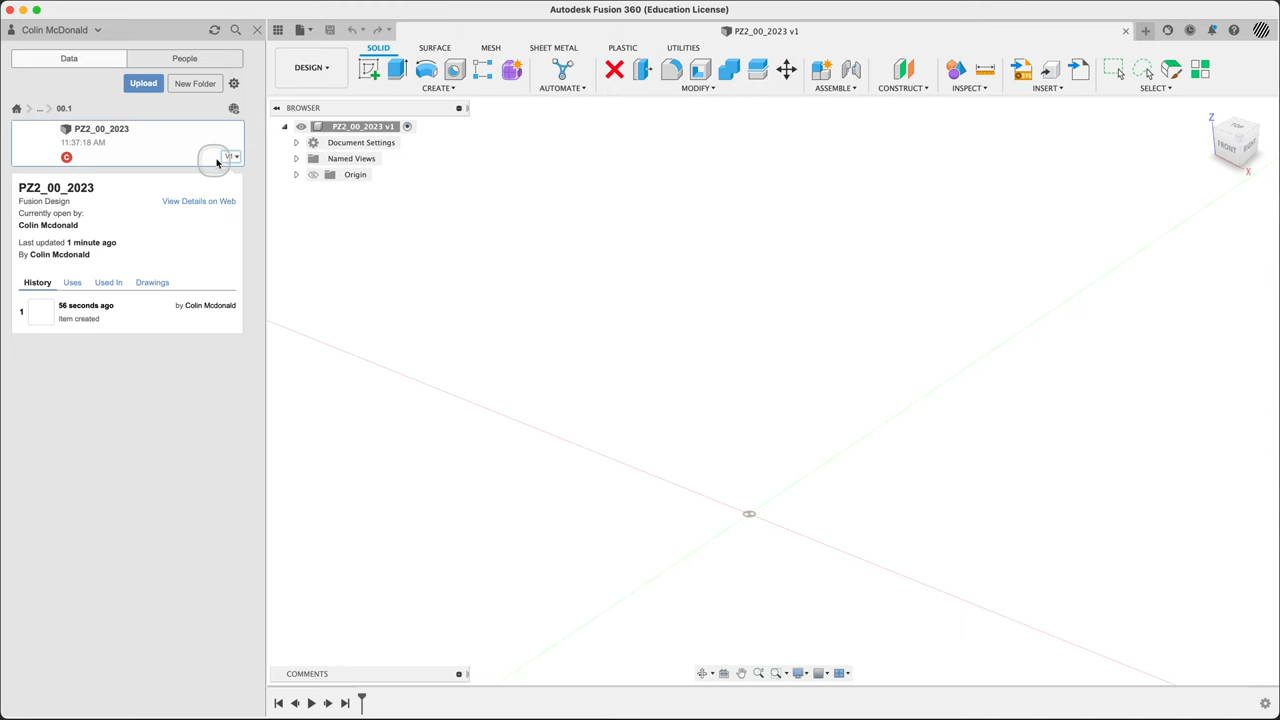 Autodesk Fusion 360 (Education License)
Colin McDonald
PZ2_00_2023 v1
Data People
SOLID SURFACE MESH SHEET METAL PLASTIC UTILITIES
DESIGN
Upload New Folder
CREATE AUTOMATE MODIFY ASSEMBLE CONSTRUCT INSPECT INSERT SELECT
... 00.1
BROWSER
PZ2_00_2023
11:37:18 AM
C
V1
PZ2_00_2023 v1
Document Settings
Named Views
Origin
TOP
FRONT
RIGHT
Z
X
PZ2_00_2023
Fusion Design
View Details on Web
Currently open by:
Colin Mcdonald
Last updated 1 minute ago
By Colin Mcdonald
History Uses Used In Drawings
1 56 seconds ago by Colin Mcdonald
Item created
COMMENTS